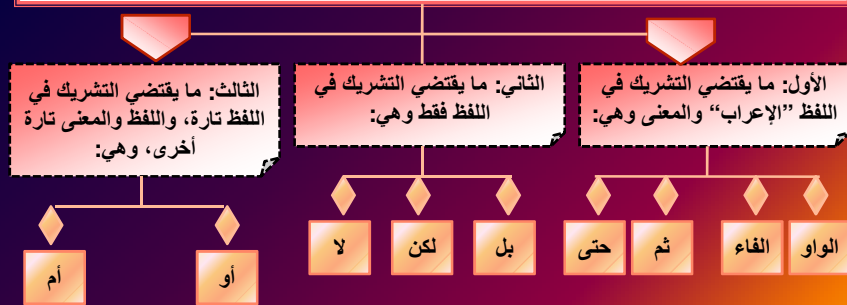 الأول: ما يقتضي التشريك في
اللفظ ”الإعراب“ والمعنى وهي:
الواو
الفاء
ثم
حتى
الثاني: ما يقتضي التشريك في
اللفظ فقط وهي:
بل
لكن
لا
الثالث: ما يقتضي التشريك في
اللفظ تارة، واللفظ والمعنى تارة
أخرى، وهي:
أو
أم